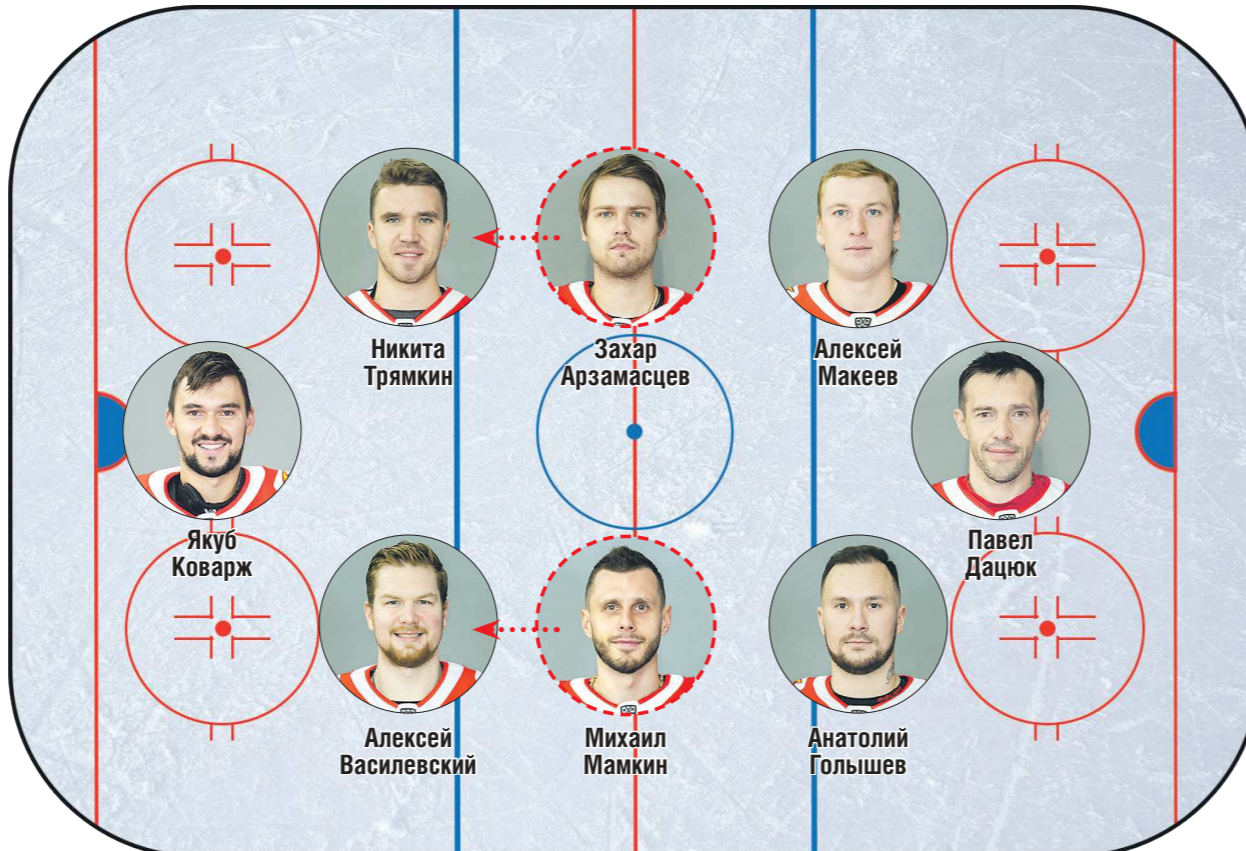 Никита
Трямкин
Захар
Арзамасцев
Алексей
Макеев
Якуб
Коварж
Павел
Дацюк
Алексей
Василевский
Михаил
Мамкин
Анатолий
Голышев